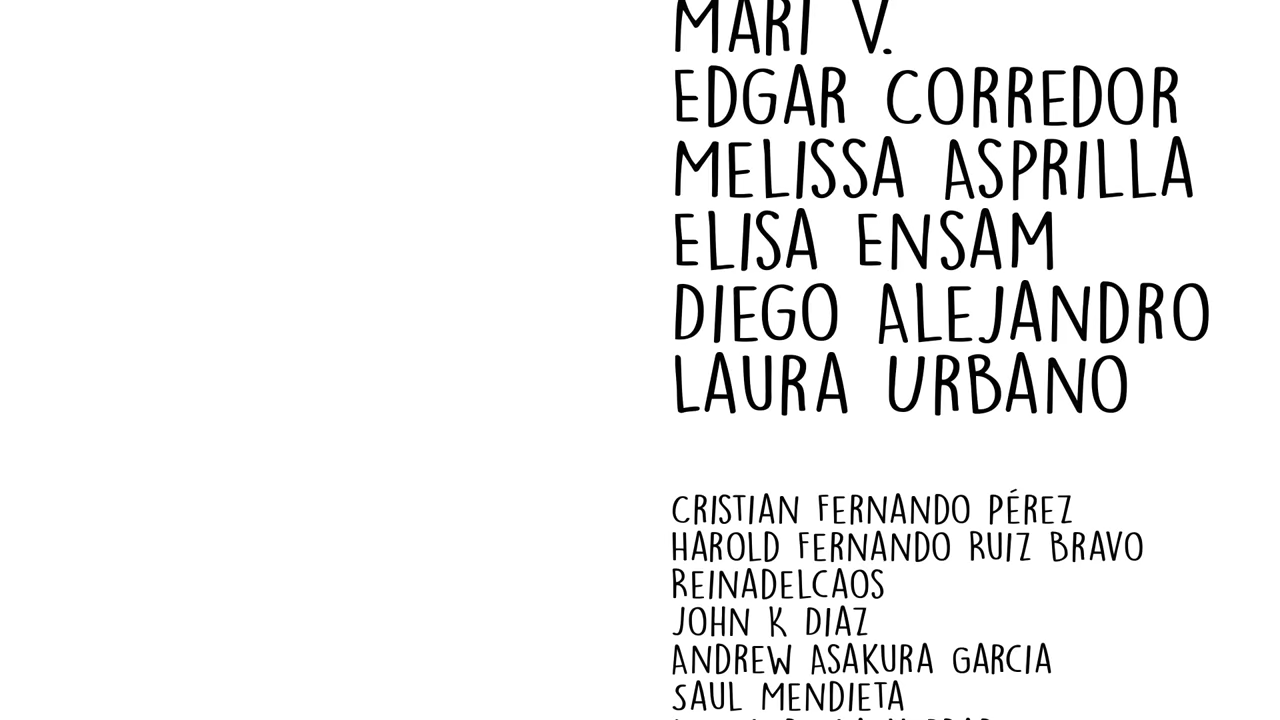 MARI V.
EDGAR CORREDOR
MELISSA ASPRILLA
ELISA ENSAM
DIEGO ALEJANDRO
LAURA URBANO
CRISTIAN FERNANDO PÉREZ
HAROLD FERNANDO RUIZ BRAVO
REINADELCAOS
JOHN K DIAZ
ANDREW ASAKURA GARCIA
SAUL MENDIETA